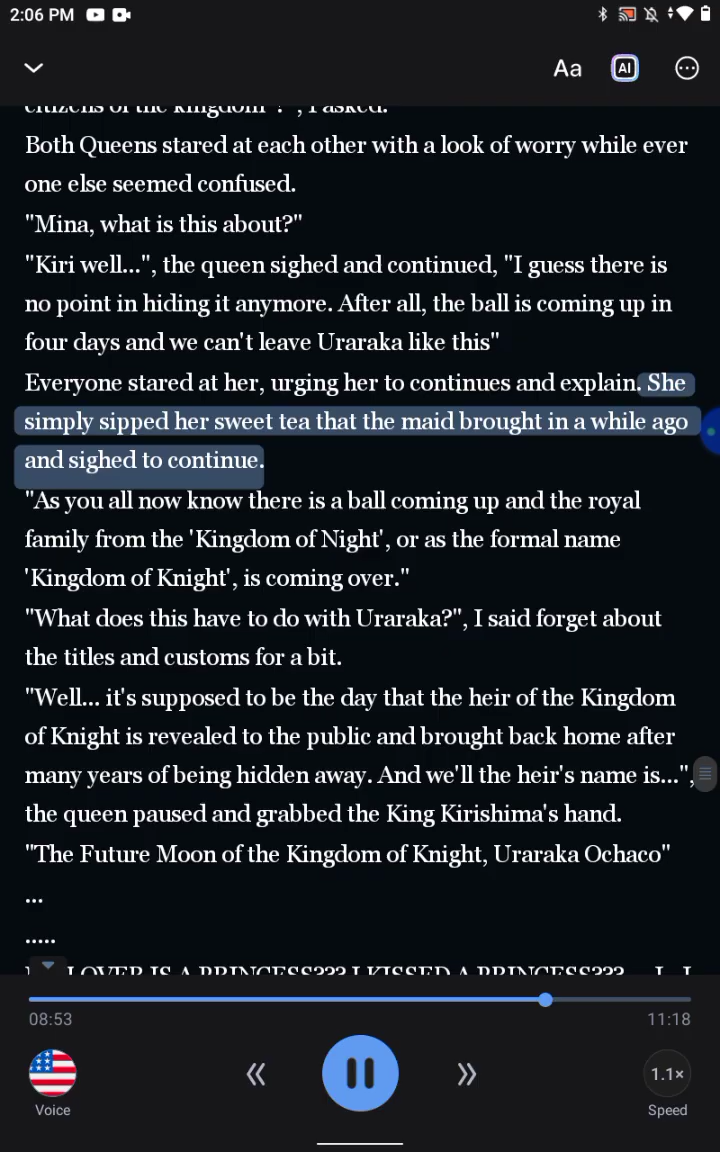 2:06 PM
Aa
AI
citizens of the kingdom*?", I asked.
Both Queens stared at each other with a look of worry while ever
one else seemed confused.
"Mina, what is this about?"
"Kiri well...", the queen sighed and continued, "I guess there is
no point in hiding it anymore. After all, the ball is coming up in
four days and we can't leave Uraraka like this"
Everyone stared at her, urging her to continues and explain. She
simply sipped her sweet tea that the maid brought in a while ago
and sighed to continue.
"As you all now know there is a ball coming up and the royal
family from the 'Kingdom of Night', or as the formal name
'Kingdom of Knight', is coming over."
"What does this have to do with Uraraka?", I said forget about
the titles and customs for a bit.
"Well... it's supposed to be the day that the heir of the Kingdom
of Knight is revealed to the public and brought back home after
many years of being hidden away. And we'll the heir's name is...",
the queen paused and grabbed the King Kirishima's hand.
"The Future Moon of the Kingdom of Knight, Uraraka Ochaco"
...
.....
LOVER IS A PRINCESS??? I KISSED A PRINCESS???
08:53
11:18
Voice
1.1×
Speed